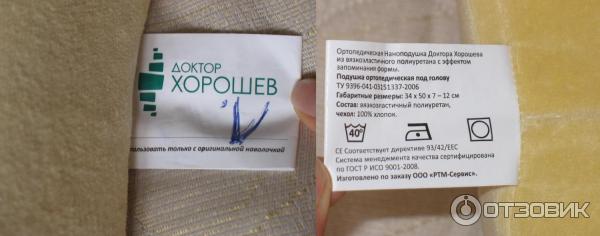 ДОКТОР
ХОРОШЕВ
пользовать только с оригинальной наволочкой
Ортопедическая Наноподушка Доктора Хорошева
из вязкоэластичного полиуретана с эффектом
запоминания формы.
Подушка ортопедическая под голову
ТУ 9396-041-03151337-2006
Габаритные размеры: 34 х 50 х 7 – 12 см
Состав: вязкоэластичный полиуретан,
чехол: 100% хлопок.
40°
CE Соответствует директиве 93/42/ЕЕС
Система менеджмента качества сертифицирована
по ГОСТ Р ИСО 9001-2008.
Изготовлено по заказу ООО «РТМ-Сервис».
ОТЗОВИК